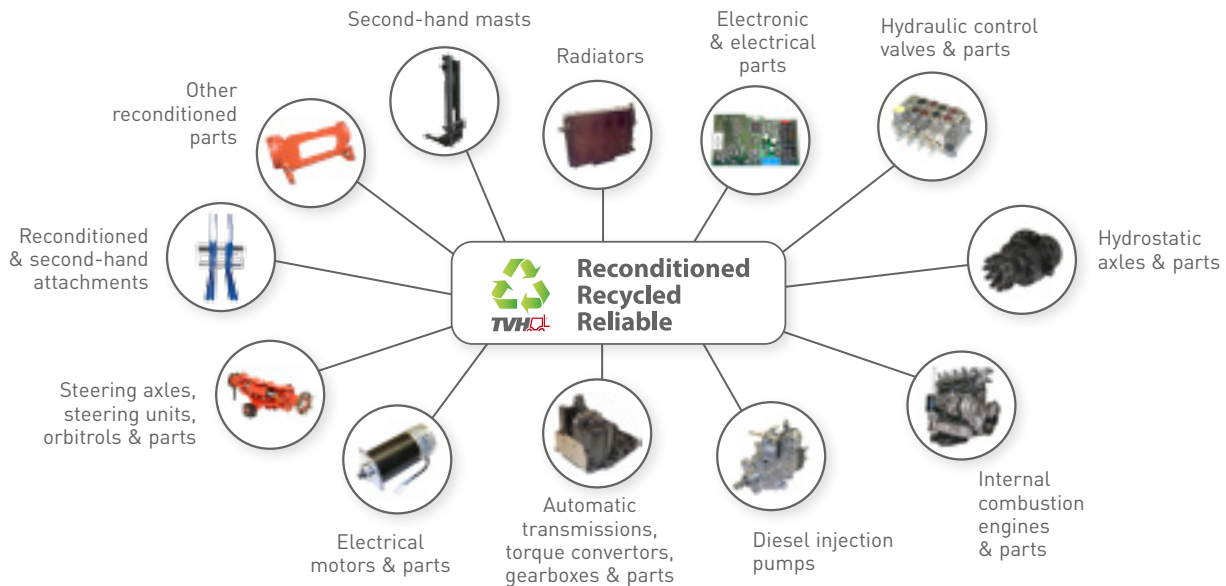 Second-hand masts
Radiators
Electronic
& electrical
parts
Hydraulic control
valves & parts
Other
reconditioned
parts
Reconditioned
& second-hand
attachments
Hydrostatic
axles & parts
TVH
Reconditioned
Recycled
Reliable
Steering axles,
steering units,
orbitrols & parts
Electrical
motors & parts
Automatic
transmissions,
torque convertors,
gearboxes & parts
Diesel injection
pumps
Internal
combustion
engines
& parts